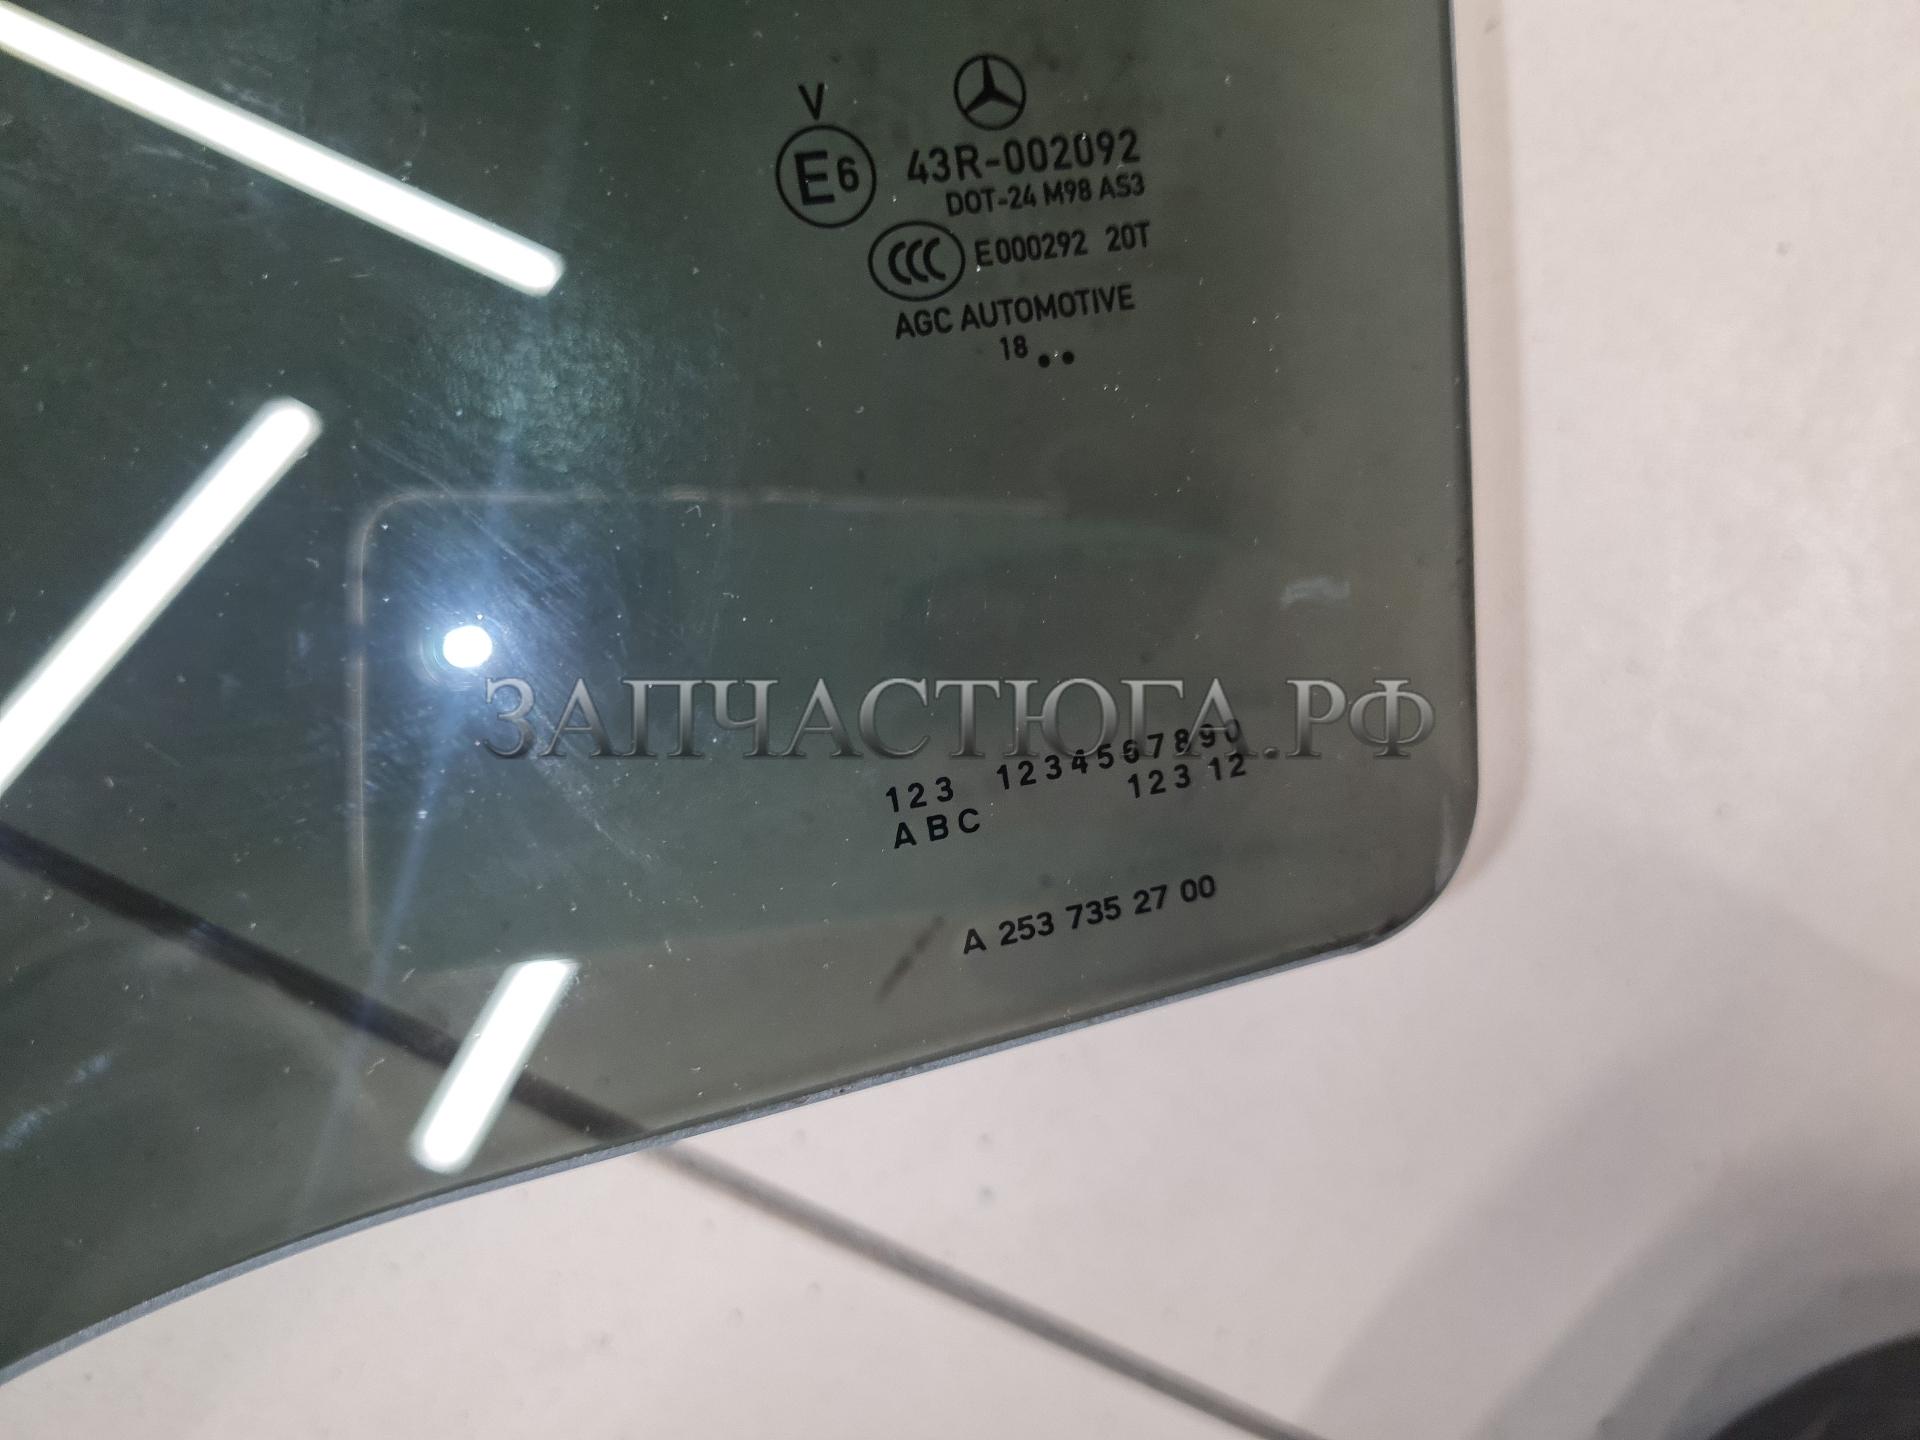 V
E6 43R-002092
DOT-24 M98 AS3
CCC E000292 20T
AGC AUTOMOTIVE
18 ..
ЗАПЧАСТЮГА.РФ
123 1234567890
ABC 123 12
A 253 735 27 00